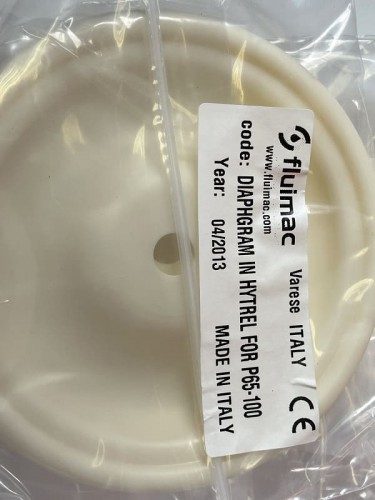 fluimac Varese ITALY CE
www.fluimac.com
code: DIAPHGRAM IN HYTREL FOR P65-100
Year: 04/2013 MADE IN ITALY